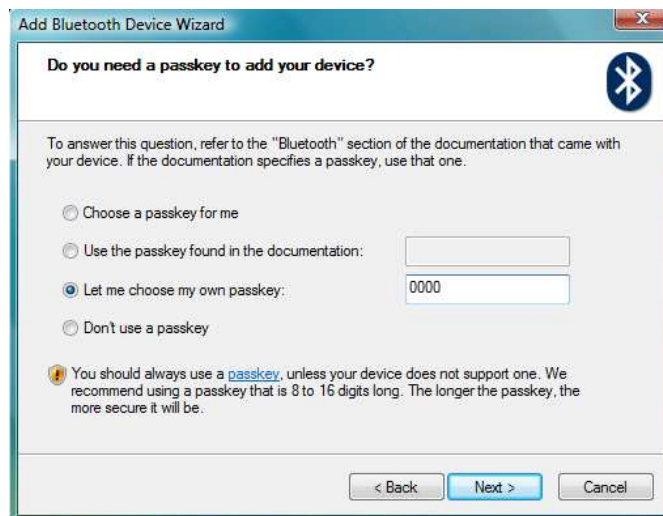 Add Bluetooth Device Wizard
Do you need a passkey to add your device?
To answer this question, refer to the "Bluetooth" section of the documentation that came with
your device. If the documentation specifies a passkey, use that one.
Choose a passkey for me
Use the passkey found in the documentation:
Let me choose my own passkey: 0000
Don't use a passkey
You should always use a passkey, unless your device does not support one. We
recommend using a passkey that is 8 to 16 digits long. The longer the passkey, the
more secure it will be.
< Back Next > Cancel